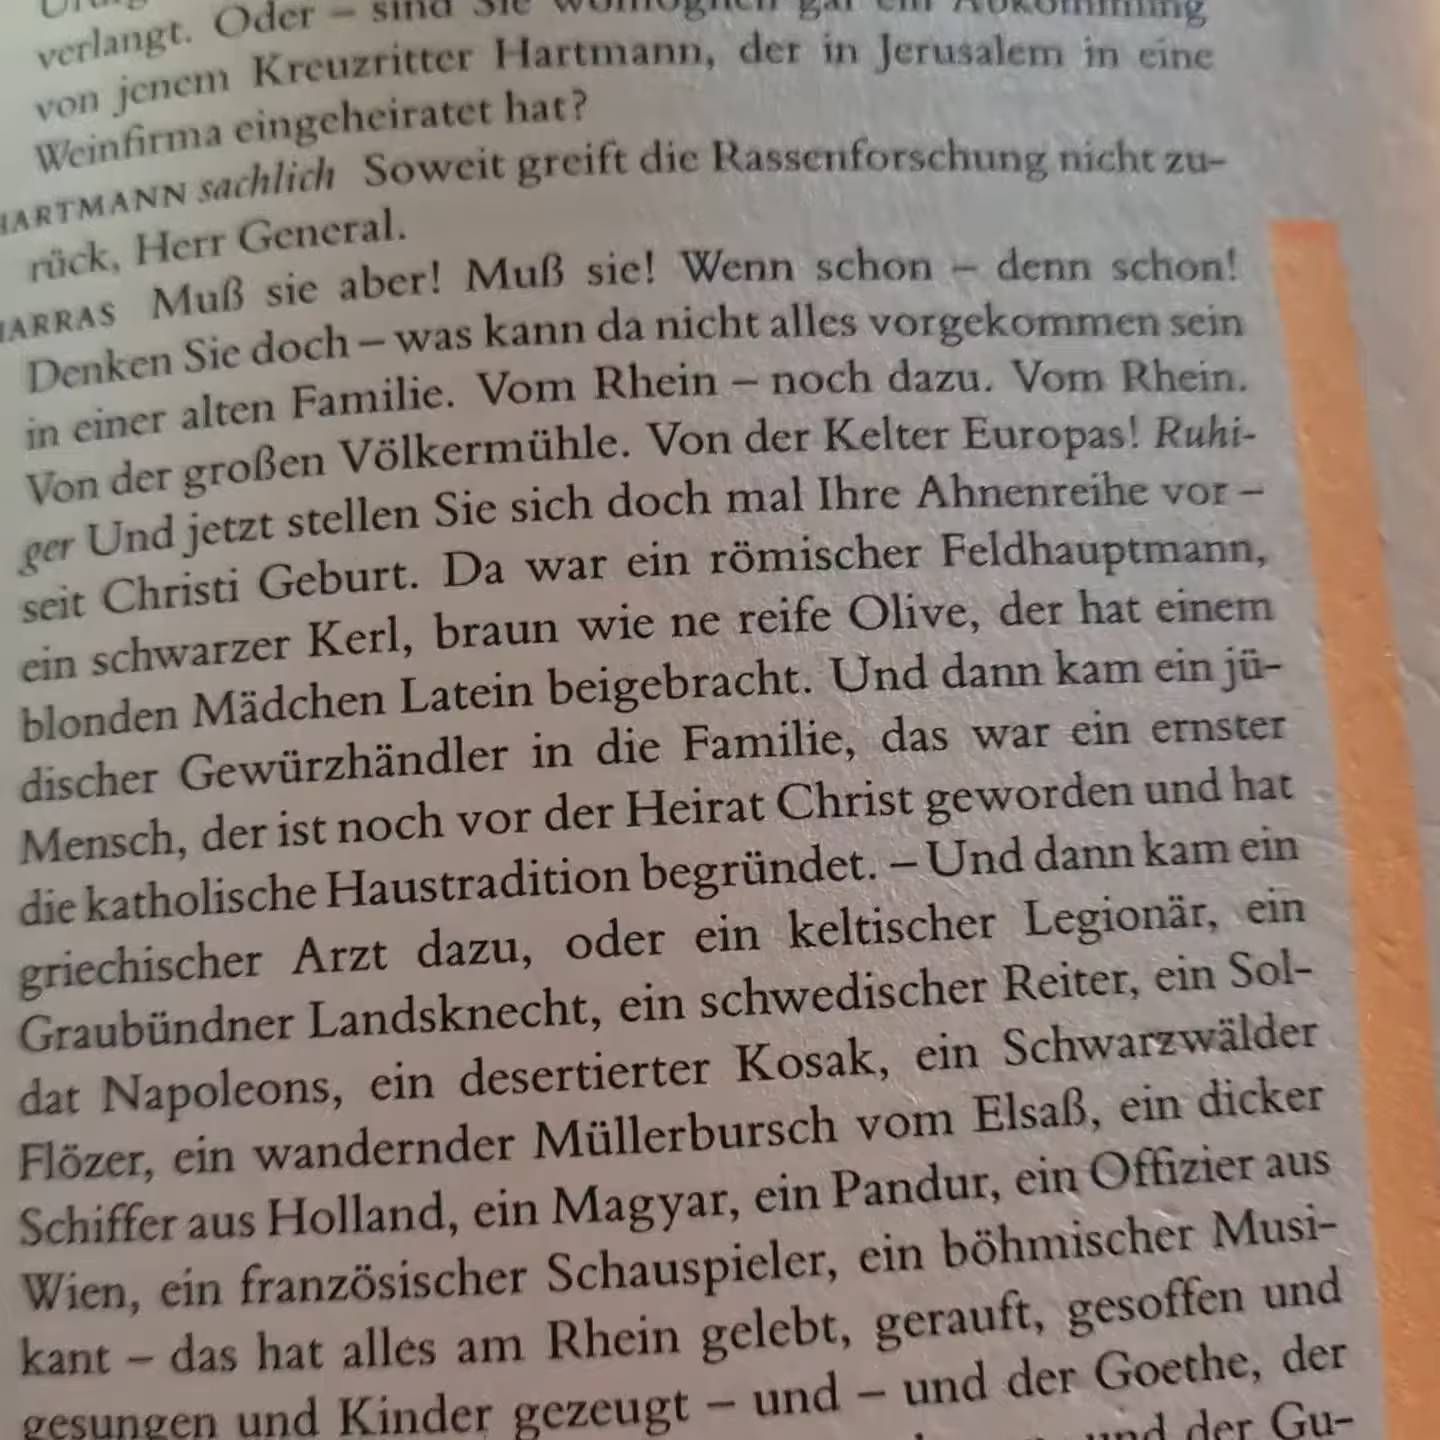 verlangt. Oder – sind Sie womöglich gar ein Abkömmling
von jenem Kreuzritter Hartmann, der in Jerusalem in eine
Weinfirma eingeheiratet hat?
HARTMANN sachlich Soweit greift die Rassenforschung nicht zu-
rück, Herr General.
HARRAS Muß sie aber! Muß sie! Wenn schon – denn schon!
Denken Sie doch – was kann da nicht alles vorgekommen sein
in einer alten Familie. Vom Rhein – noch dazu. Vom Rhein.
Von der großen Völkermühle. Von der Kelter Europas! Ruhi-
ger Und jetzt stellen Sie sich doch mal Ihre Ahnenreihe vor –
seit Christi Geburt. Da war ein römischer Feldhauptmann,
ein schwarzer Kerl, braun wie ne reife Olive, der hat einem
blonden Mädchen Latein beigebracht. Und dann kam ein jü-
discher Gewürzhändler in die Familie, das war ein ernster
Mensch, der ist noch vor der Heirat Christ geworden und hat
die katholische Haustradition begründet. – Und dann kam ein
griechischer Arzt dazu, oder ein keltischer Legionär, ein
Graubündner Landsknecht, ein schwedischer Reiter, ein Sol-
dat Napoleons, ein desertierter Kosak, ein Schwarzwälder
Flözer, ein wandernder Müllerbursch vom Elsaß, ein dicker
Schiffer aus Holland, ein Magyar, ein Pandur, ein Offizier aus
Wien, ein französischer Schauspieler, ein böhmischer Musi-
kant – das hat alles am Rhein gelebt, gerauft, gesoffen und
gesungen und Kinder gezeugt – und – und der Goethe, der
und der Gu-